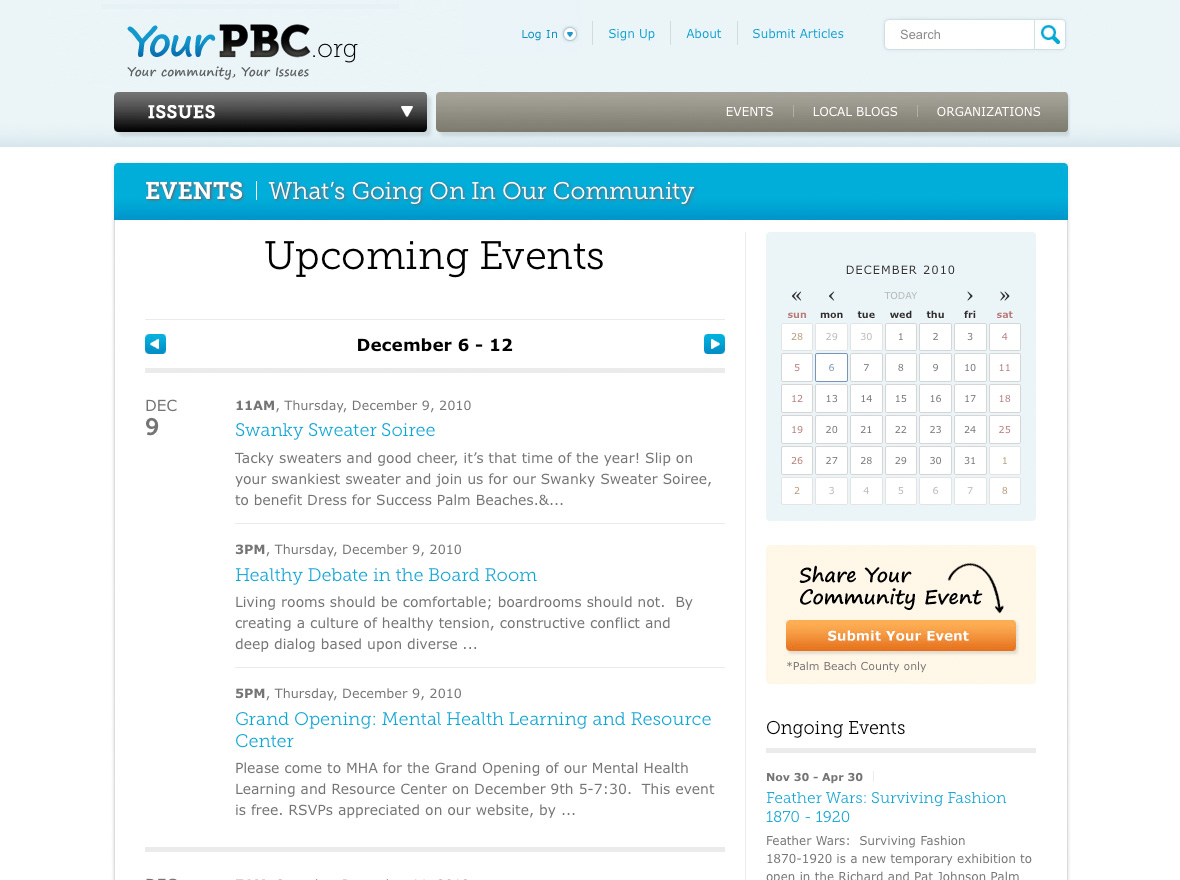 YourPBC.org
Your community, Your Issues
Log In
Sign Up
About
Submit Articles
Search
ISSUES
EVENTS
LOCAL BLOGS
ORGANIZATIONS
EVENTS | What's Going On In Our Community
Upcoming Events
December 6 - 12
DEC
9
11AM, Thursday, December 9, 2010
Swanky Sweater Soiree
Tacky sweaters and good cheer, it's that time of the year! Slip on
your swankiest sweater and join us for our Swanky Sweater Soiree,
to benefit Dress for Success Palm Beaches.&...
3PM, Thursday, December 9, 2010
Healthy Debate in the Board Room
Living rooms should be comfortable; boardrooms should not.  By
creating a culture of healthy tension, constructive conflict and
deep dialog based upon diverse ...
5PM, Thursday, December 9, 2010
Grand Opening: Mental Health Learning and Resource
Center
Please come to MHA for the Grand Opening of our Mental Health
Learning and Resource Center on December 9th 5-7:30.  This event
is free. RSVPs appreciated on our website, by ...
DECEMBER 2010
« ‹ TODAY › »
sun mon tue wed thu fri sat
28 29 30 1 2 3 4
5 6 7 8 9 10 11
12 13 14 15 16 17 18
19 20 21 22 23 24 25
26 27 28 29 30 31 1
2 3 4 5 6 7 8
Share Your
Community Event
Submit Your Event
*Palm Beach County only
Ongoing Events
Nov 30 - Apr 30
Feather Wars: Surviving Fashion
1870 - 1920
Feather Wars:  Surviving Fashion
1870-1920 is a new temporary exhibition to
open in the Richard and Pat Johnson Palm